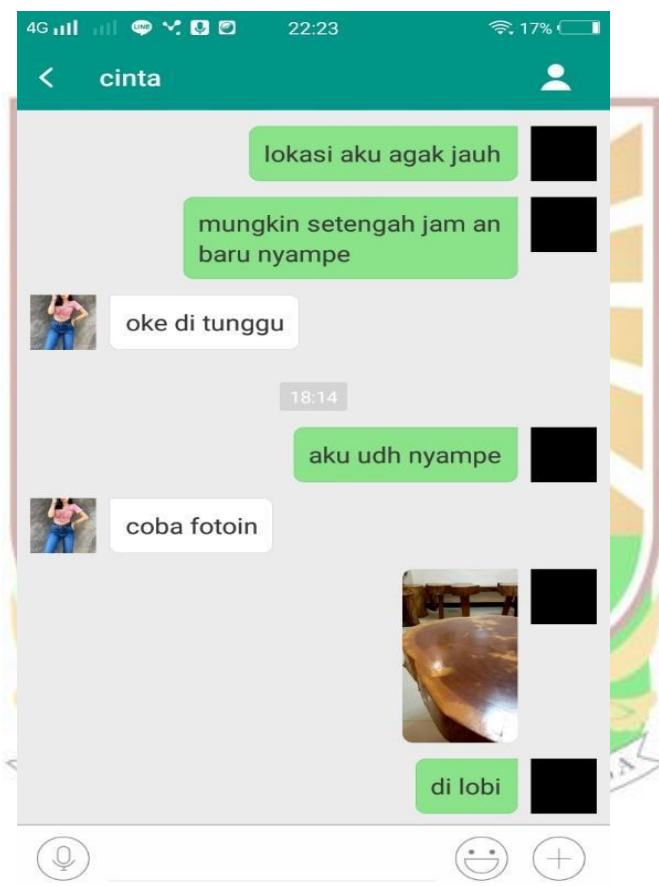 4G LINE 22:23 17%
cinta
lokasi aku agak jauh
mungkin setengah jam an
baru nyampe
oke di tunggu
18:14
aku udh nyampe
coba fotoin
di lobi